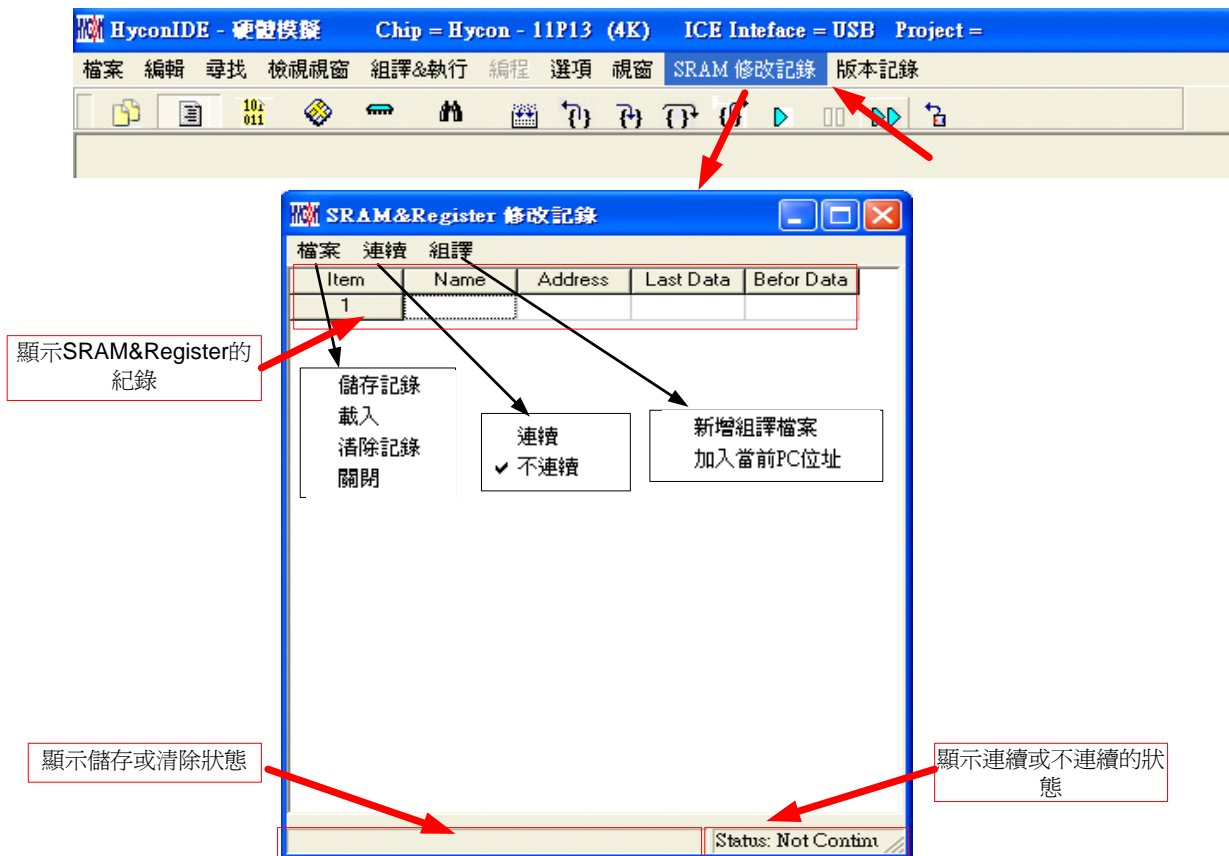 HYCON HyconIDE - 硬體模擬 Chip = Hycon - 11P13 (4K) ICE Inteface = USB Project =
檔案 編輯 尋找 檢視視窗 組譯&執行 編程 選項 視窗 SRAM 修改記錄 版本記錄
101
011
HYCON SRAM&Register 修改記錄
檔案 連續 組譯
Item Name Address Last Data Befor Data
1
顯示SRAM&Register的
紀錄
儲存記錄
載入
清除記錄
關閉
連續
✓ 不連續
新增組譯檔案
加入當前PC位址
顯示儲存或清除狀態
顯示連續或不連續的狀
態
Status: Not Continu